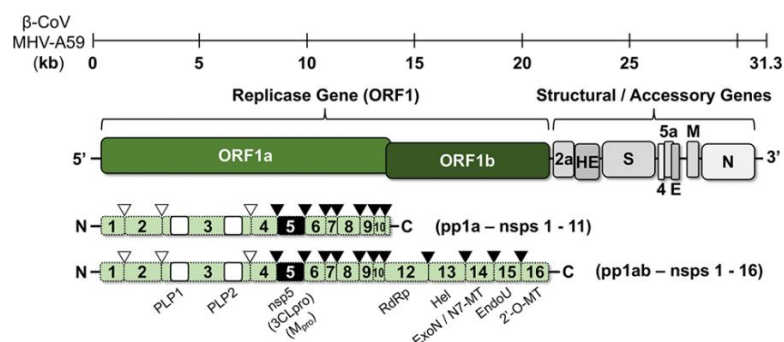 β-CoV
MHV-A59
(kb)
0 5 10 15 20 25 31.3
Replicase Gene (ORF1) Structural / Accessory Genes
5a M
5' ORF1a ORF1b 2a HE S N 3'
4 E
N 1 2 3 4 5 6 7 8 9 10 C (pp1a – nsps 1 - 11)
N 1 2 3 4 5 6 7 8 9 10 12 13 14 15 16 C (pp1ab – nsps 1 - 16)
PLP1
PLP2
nsp5
(3CLpro)
(Mpro)
RdRp
Hel
ExoN / N7-MT
EndoU
2'-O-MT